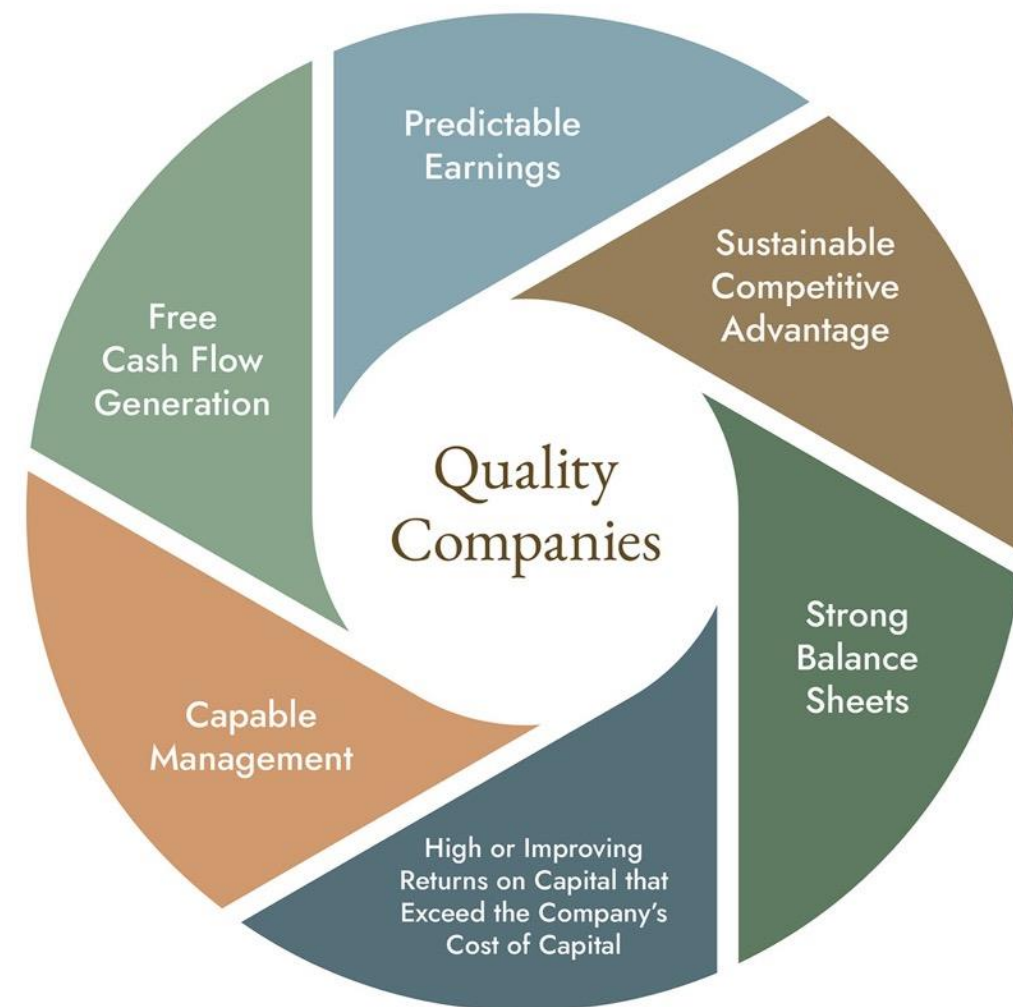 Predictable
Earnings
Sustainable
Competitive
Advantage
Strong
Balance
Sheets
High or Improving
Returns on Capital that
Exceed the Company’s
Cost of Capital
Capable
Management
Free
Cash Flow
Generation
Quality
Companies